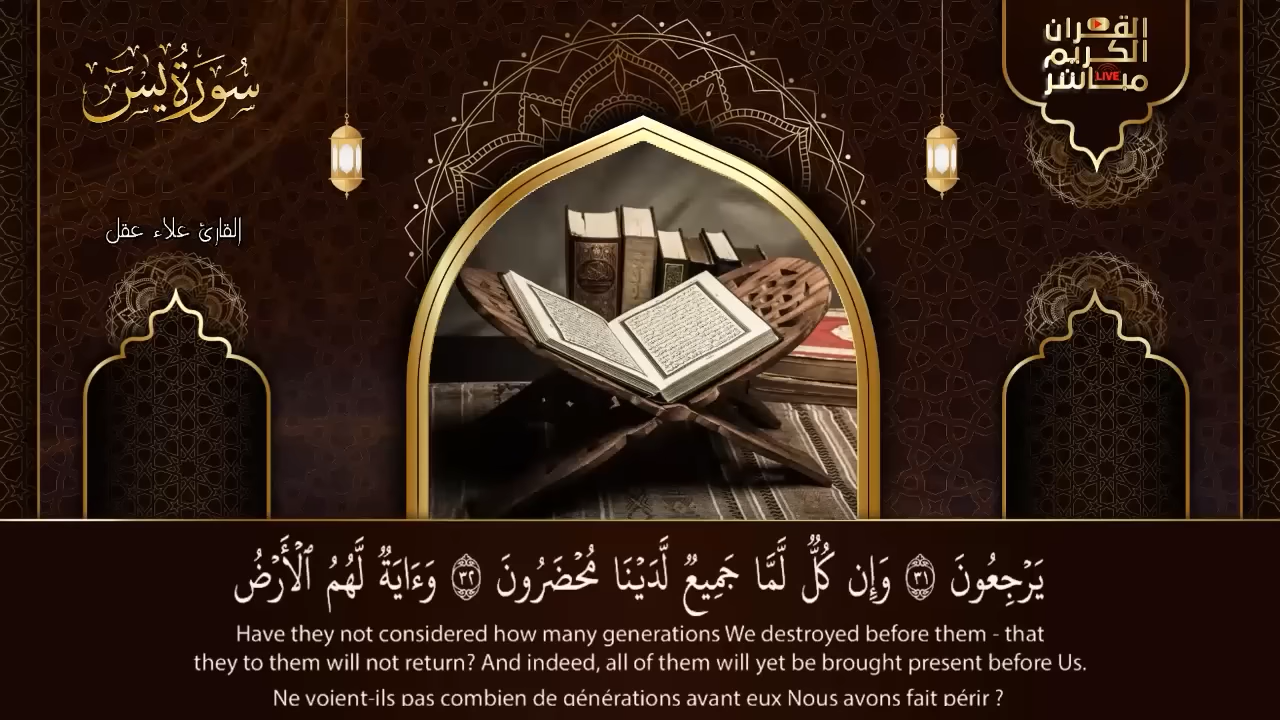 سُورَةُ يسٓ
القرآن
الكريم
مباشر
LIVE
القارئ علاء عقل
يَرْجِعُونَ ٣١ وَإِن كُلٌّ لَّمَّا جَمِيعٌ لَّدَيْنَا مُحْضَرُونَ ٣٢ وَءَايَةٌ لَّهُمُ ٱلْأَرْضُ
Have they not considered how many generations We destroyed before them - that
they to them will not return? And indeed, all of them will yet be brought present before Us.
Ne voient-ils pas combien de générations avant eux Nous avons fait périr ?